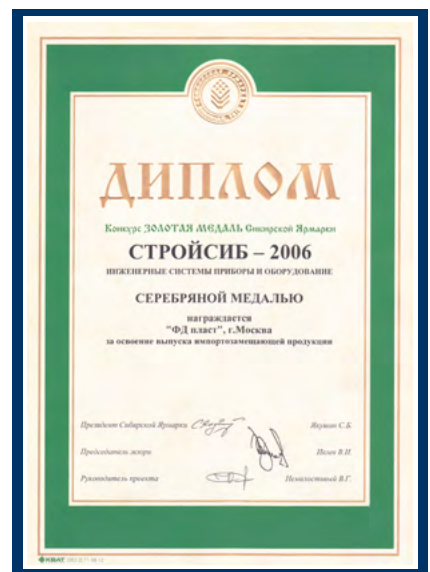 ДИПЛОМ
Конкурс ЗОЛОТАЯ МЕДАЛЬ Сибирской Ярмарки
СТРОЙСИБ – 2006
ИНЖЕНЕРНЫЕ СИСТЕМЫ ПРИБОРЫ И ОБОРУДОВАНИЕ
СЕРЕБРЯНОЙ МЕДАЛЬЮ
награждается
"ФД пласт", г.Москва
за освоение выпуска импортозамещающей продукции
Президент Сибирской Ярмарки Якушин С.Б.
Председатель жюри В.И.
Руководитель проекта В.Г.